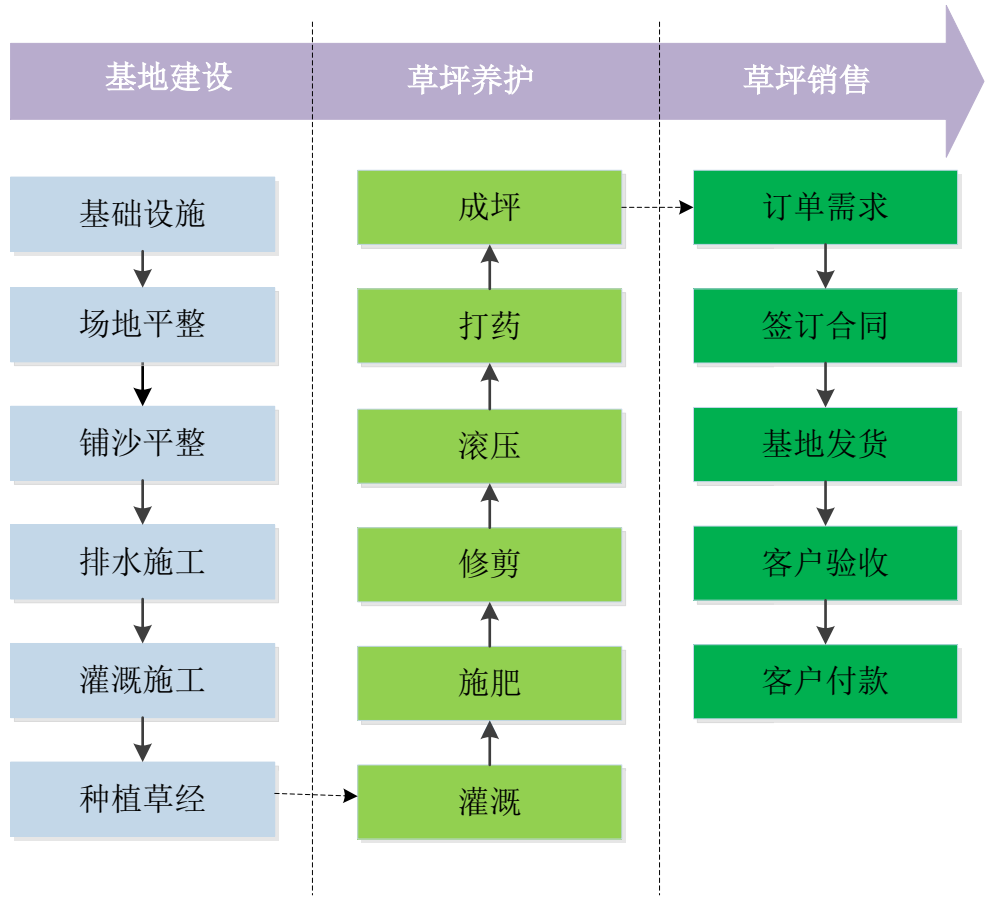 基地建设
草坪养护
草坪销售
基础设施
场地平整
铺沙平整
排水施工
灌溉施工
种植草经
成坪
打药
滚压
修剪
施肥
灌溉
订单需求
签订合同
基地发货
客户验收
客户付款